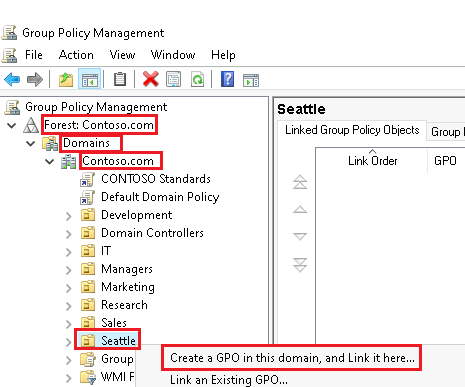 Group Policy Management
File Action View Window Help
Group Policy Management
Forest: Contoso.com
Domains
Contoso.com
CONTOSO Standards
Default Domain Policy
Development
Domain Controllers
IT
Managers
Marketing
Research
Sales
Seattle
Group
WMI F
Seattle
Linked Group Policy Objects Group I
Link Order GPO
Create a GPO in this domain, and Link it here...
Link an Existing GPO...